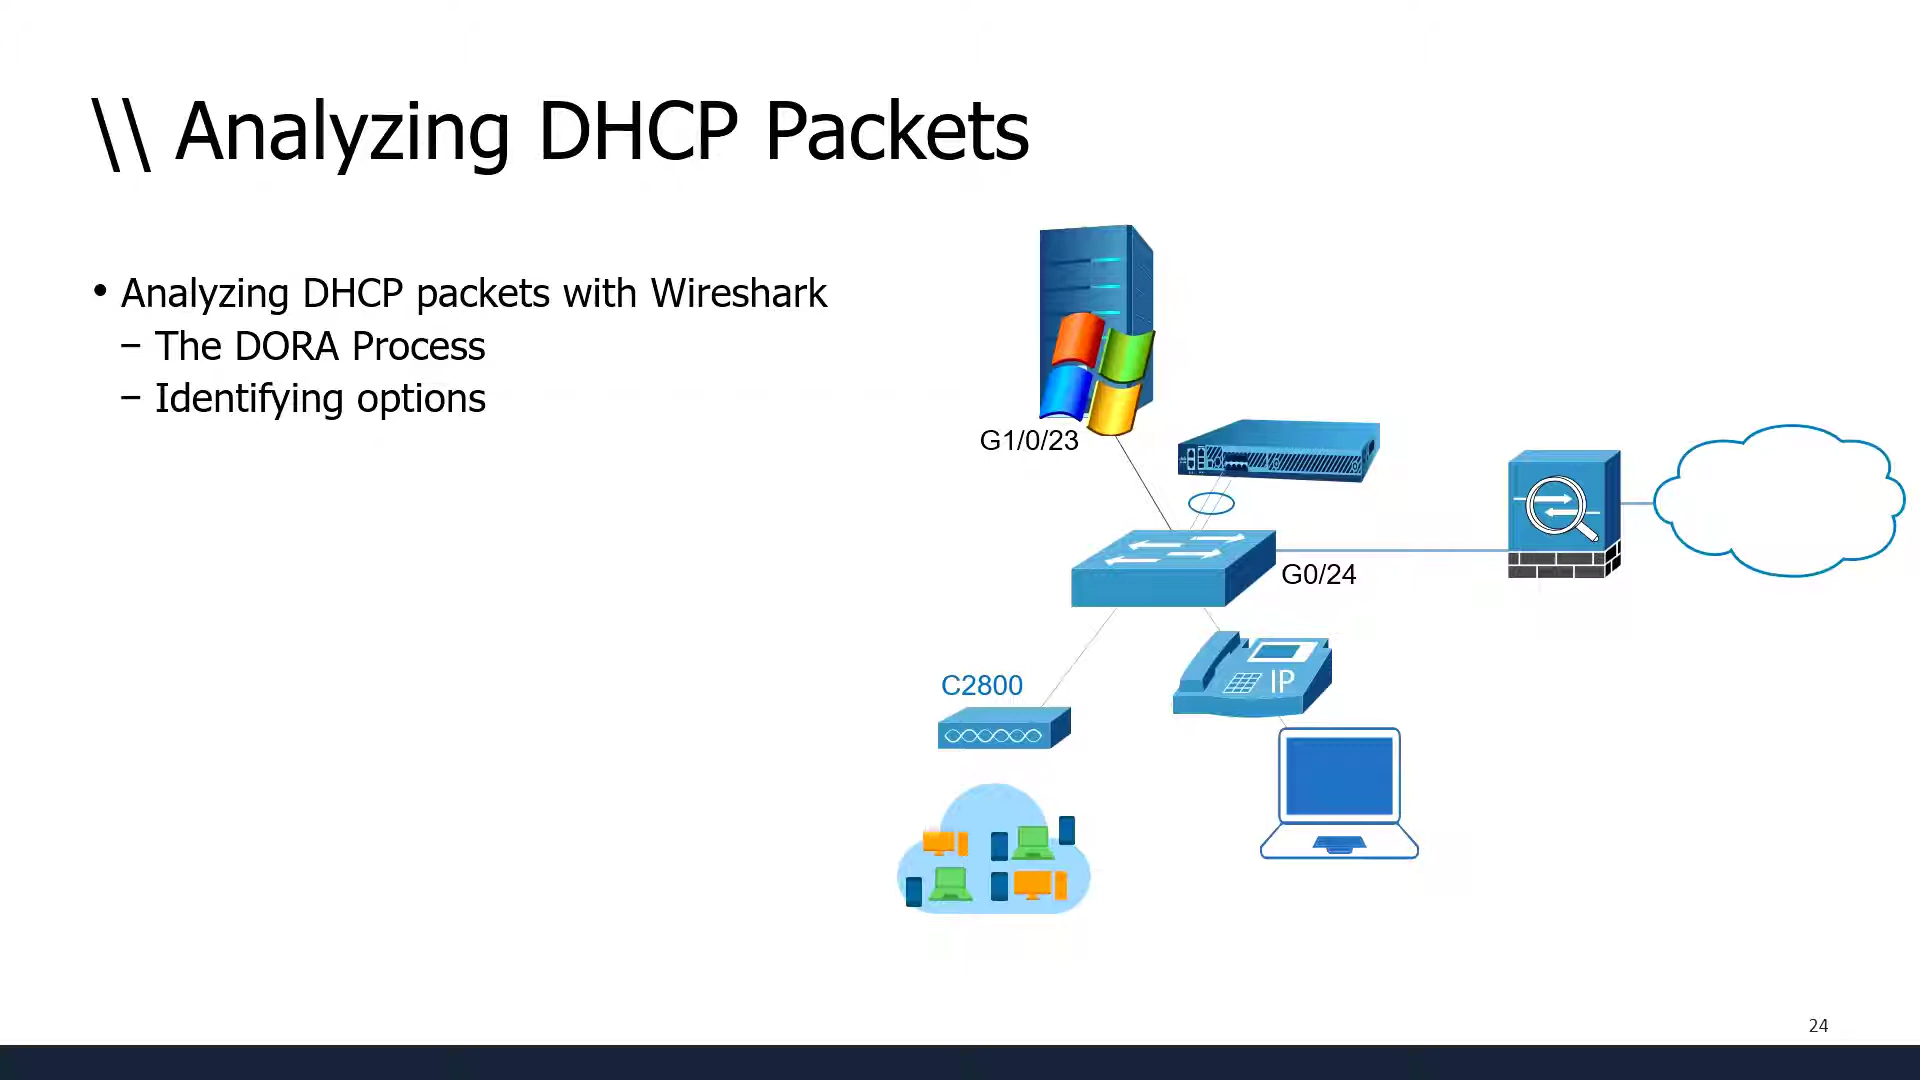 \\ Analyzing DHCP Packets
• Analyzing DHCP packets with Wireshark
– The DORA Process
– Identifying options
G1/0/23
G0/24
C2800
IP
24